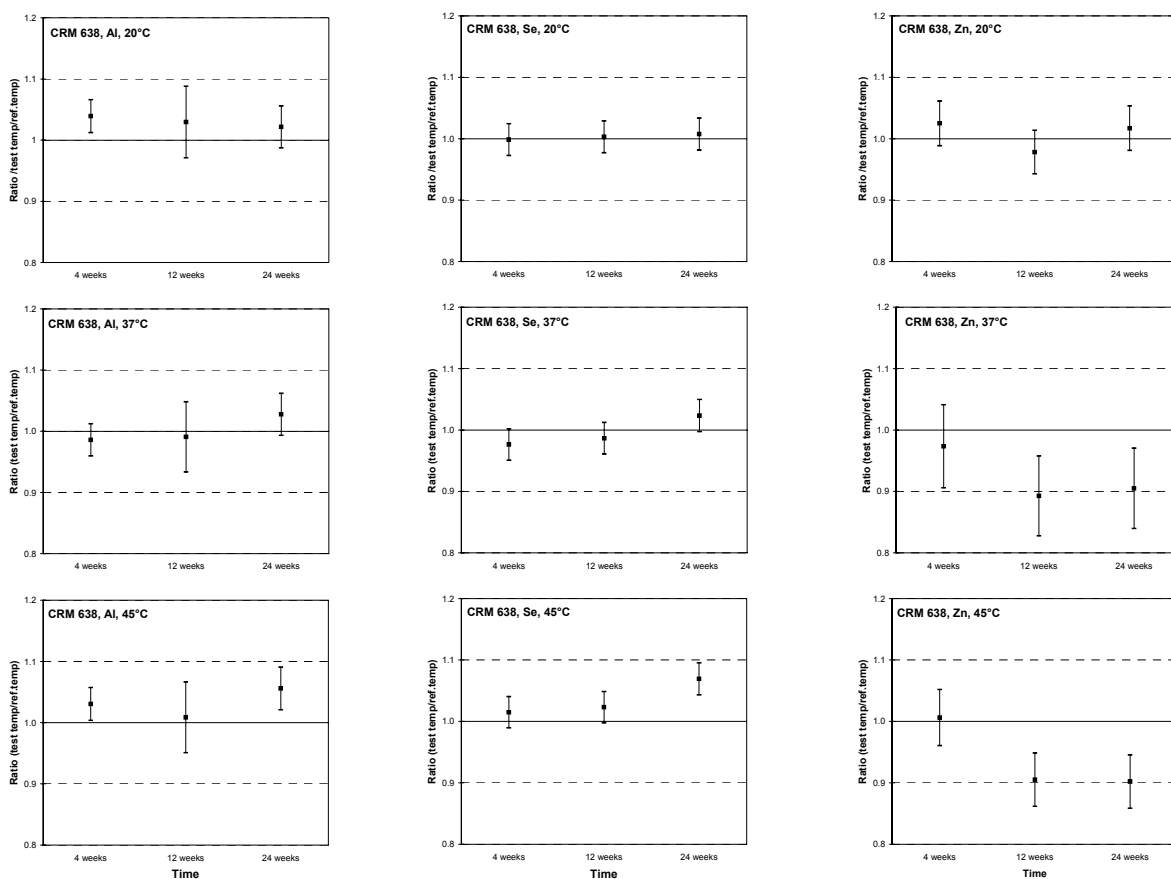 CRM 638, Al, 20°C
Ratio /test temp/ref.temp)
1.2
1.1
1
0.9
0.8
4 weeks 12 weeks 24 weeks
CRM 638, Se, 20°C
Ratio /test temp/ref.temp)
1.2
1.1
1.0
0.9
0.8
4 weeks 12 weeks 24 weeks
CRM 638, Zn, 20°C
Ratio /test temp/ref.temp)
1.2
1.1
1.0
0.9
0.8
4 weeks 12 weeks 24 weeks
CRM 638, Al, 37°C
Ratio (test temp/ref.temp)
1.2
1.1
1.0
0.9
0.8
4 weeks 12 weeks 24 weeks
CRM 638, Se, 37°C
Ratio (test temp/ref.temp)
1.2
1.1
1.0
0.9
0.8
4 weeks 12 weeks 24 weeks
CRM 638, Zn, 37°C
Ratio (test temp/ref.temp)
1.2
1.1
1.0
0.9
0.8
4 weeks 12 weeks 24 weeks
CRM 638, Al, 45°C
Ratio (test temp/ref.temp)
1.2
1.1
1.0
0.9
0.8
4 weeks 12 weeks 24 weeks
Time
CRM 638, Se, 45°C
Ratio (test temp/ref.temp)
1.2
1.1
1.0
0.9
0.8
4 weeks 12 weeks 24 weeks
Time
CRM 638, Zn, 45°C
Ratio (test temp/ref.temp)
1.2
1.1
1.0
0.9
0.8
4 weeks 12 weeks 24 weeks
Time